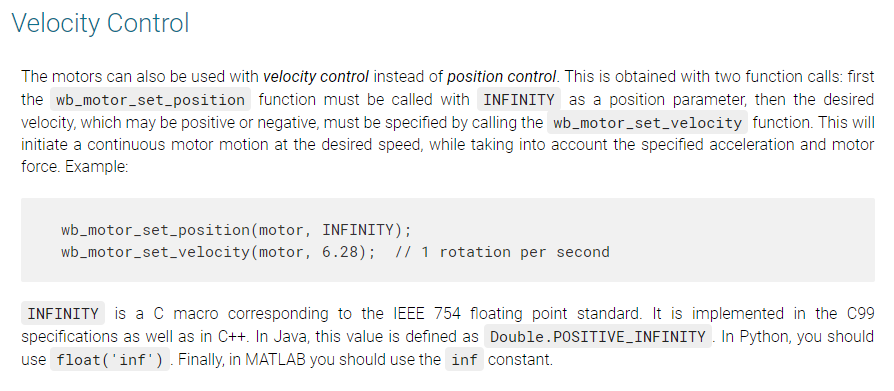 Velocity Control
The motors can also be used with velocity control instead of position control. This is obtained with two function calls: first
the wb_motor_set_position function must be called with INFINITY as a position parameter, then the desired
velocity, which may be positive or negative, must be specified by calling the wb_motor_set_velocity function. This will
initiate a continuous motor motion at the desired speed, while taking into account the specified acceleration and motor
force. Example:
wb_motor_set_position(motor, INFINITY);
wb_motor_set_velocity(motor, 6.28);  // 1 rotation per second
INFINITY is a C macro corresponding to the IEEE 754 floating point standard. It is implemented in the C99
specifications as well as in C++. In Java, this value is defined as Double.POSITIVE_INFINITY. In Python, you should
use float('inf'). Finally, in MATLAB you should use the inf constant.